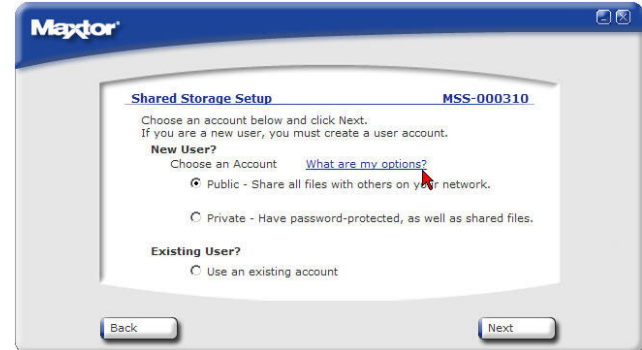 Maxtor
Shared Storage Setup MSS-000310
Choose an account below and click Next.
If you are a new user, you must create a user account.
New User?
Choose an Account What are my options?
Public - Share all files with others on your network.
Private - Have password-protected, as well as shared files.
Existing User?
Use an existing account
Back Next